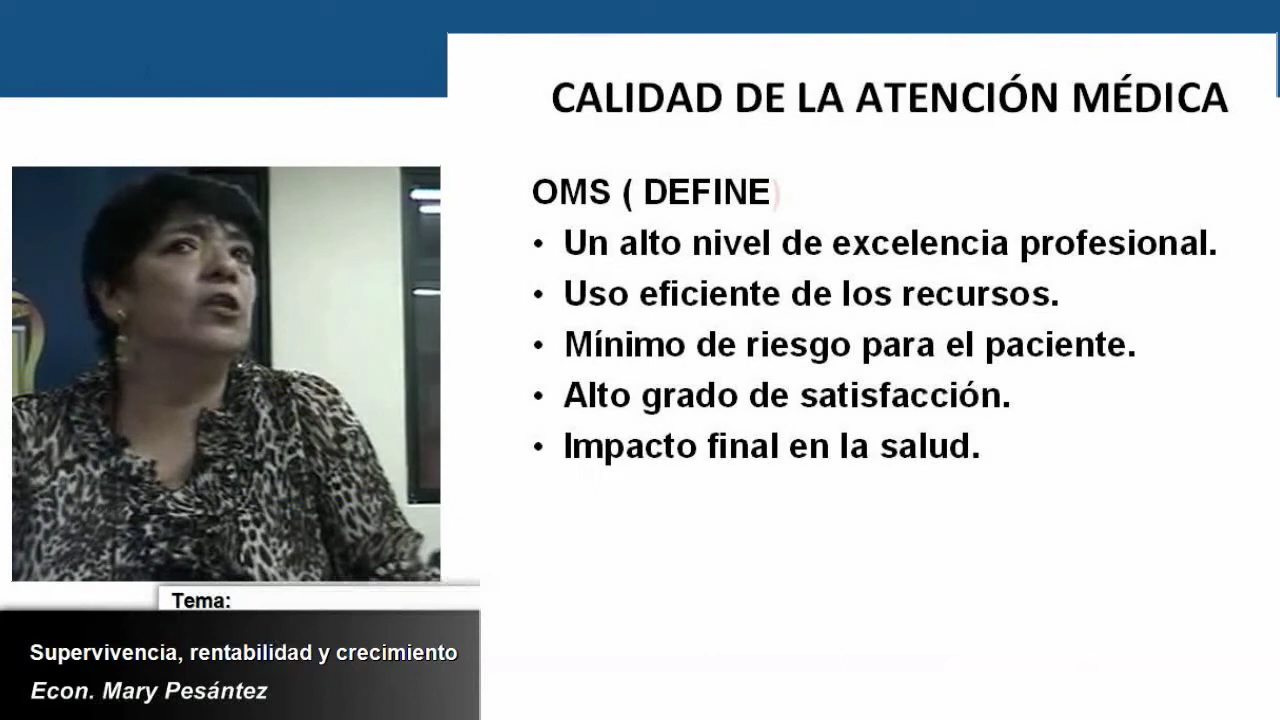 CALIDAD DE LA ATENCIÓN MÉDICA
OMS ( DEFINE)
• Un alto nivel de excelencia profesional.
• Uso eficiente de los recursos.
• Mínimo de riesgo para el paciente.
• Alto grado de satisfacción.
• Impacto final en la salud.
Tema:
Supervivencia, rentabilidad y crecimiento
Econ. Mary Pesántez